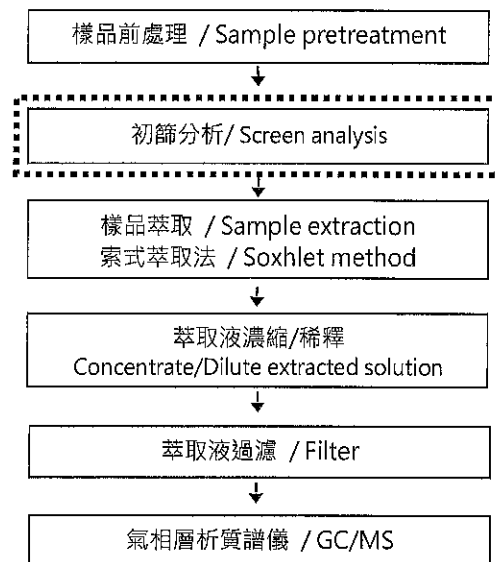 樣品前處理 / Sample pretreatment
初篩分析/ Screen analysis
樣品萃取 / Sample extraction
索式萃取法 / Soxhlet method
萃取液濃縮/稀釋
Concentrate/Dilute extracted solution
萃取液過濾 / Filter
氣相層析質譜儀 / GC/MS